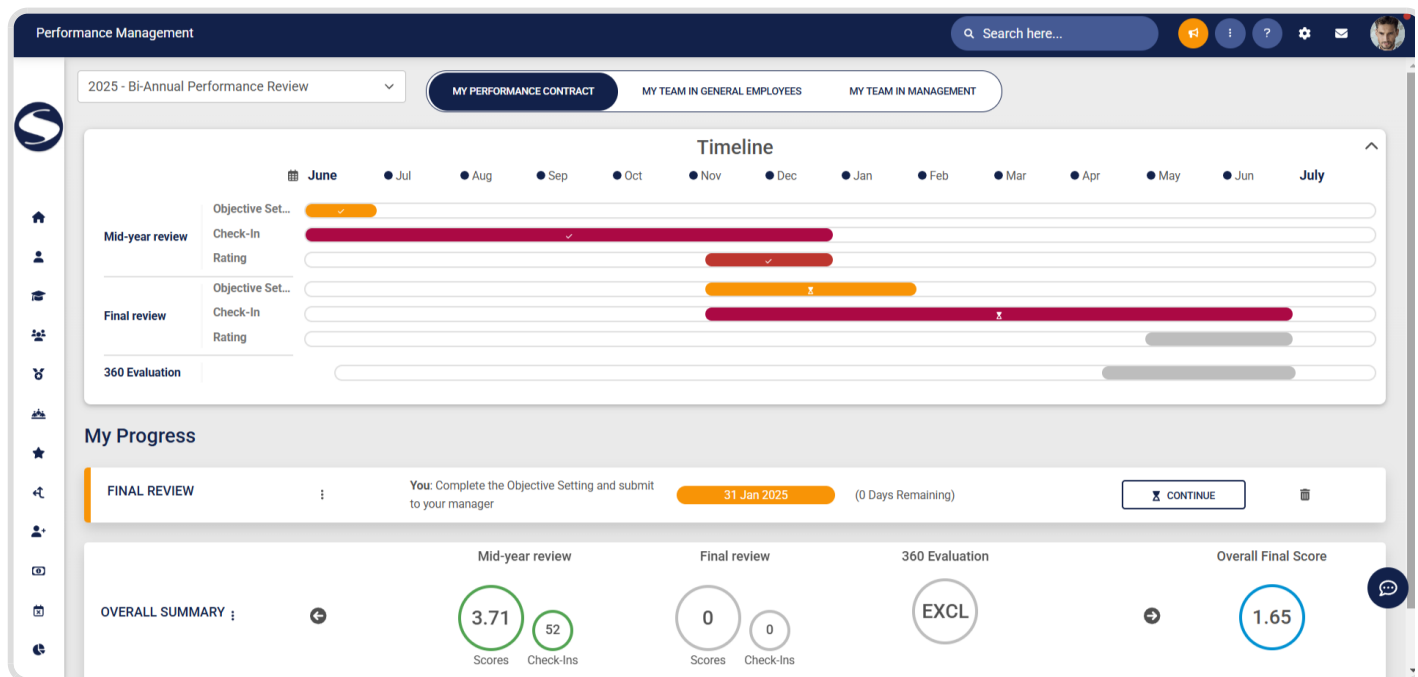 Performance Management
Search here...
2025 - Bi-Annual Performance Review
MY PERFORMANCE CONTRACT
MY TEAM IN GENERAL EMPLOYEES
MY TEAM IN MANAGEMENT
Timeline
June Jul Aug Sep Oct Nov Dec Jan Feb Mar Apr May Jun July
Mid-year review
Objective Set...
Check-In
Rating
Final review
Objective Set...
Check-In
Rating
360 Evaluation
My Progress
FINAL REVIEW
You: Complete the Objective Setting and submit
to your manager
31 Jan 2025
(0 Days Remaining)
CONTINUE
OVERALL SUMMARY
Mid-year review
3.71
Scores
52
Check-Ins
Final review
0
Scores
0
Check-Ins
360 Evaluation
EXCL
Overall Final Score
1.65